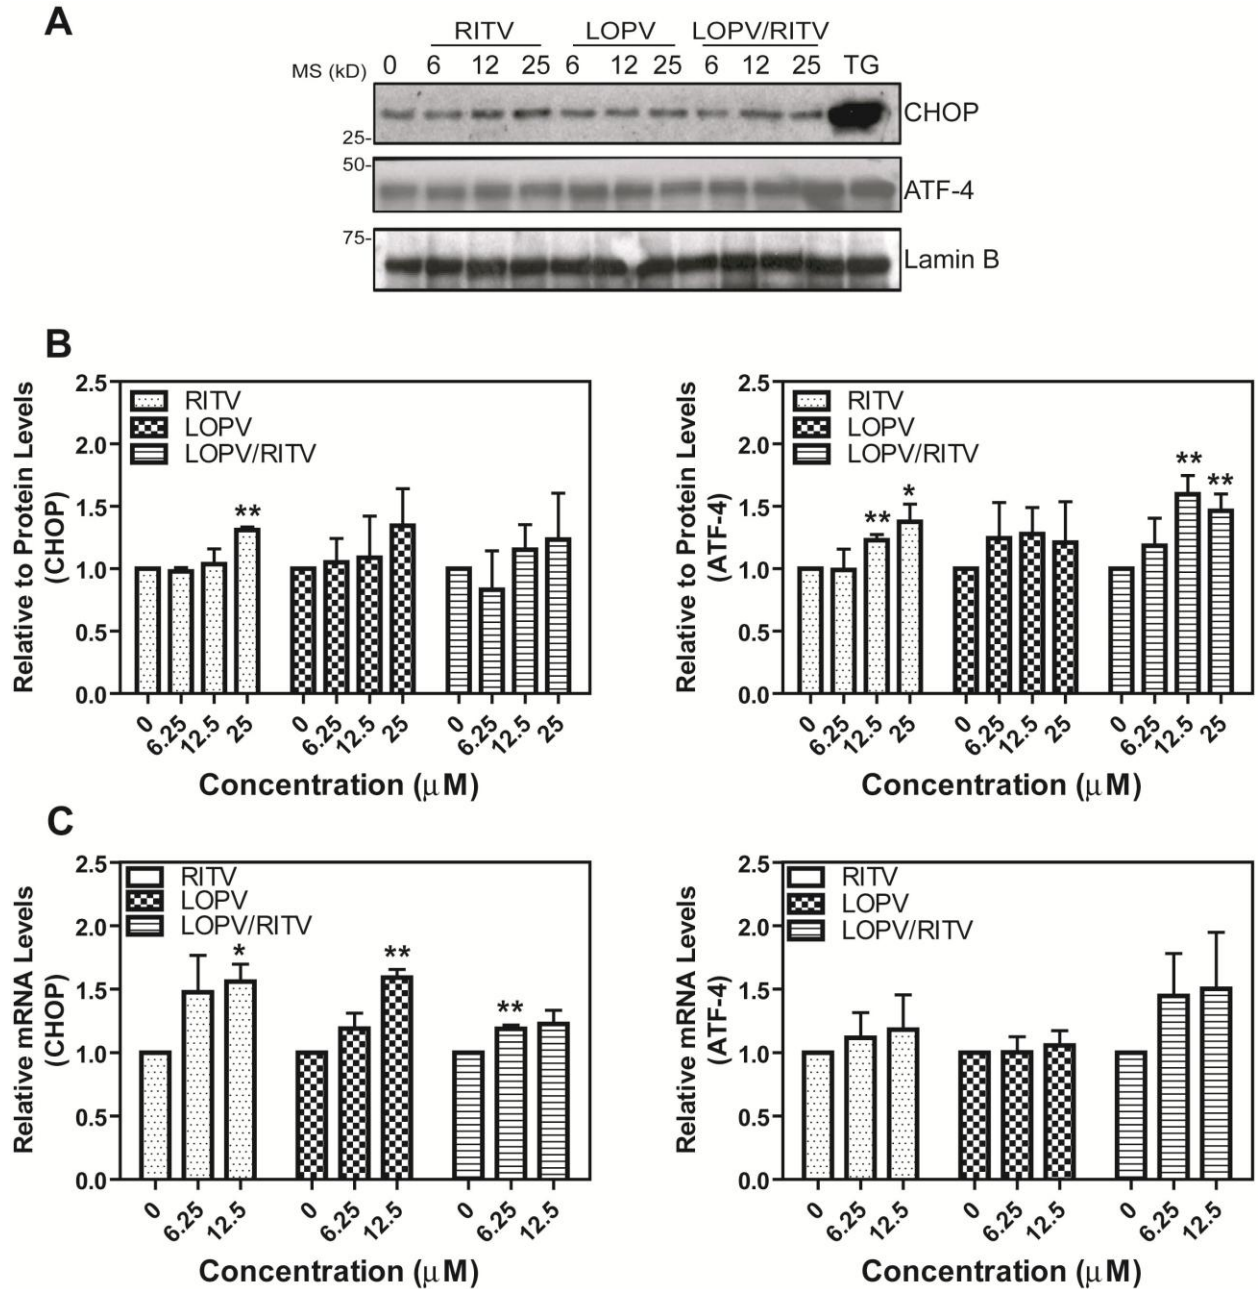 A
RITV LOPV LOPV/RITV
MS (kD) 0 6 12 25 6 12 25 6 12 25 TG
CHOP
25-
50-
ATF-4
75-
Lamin B
B
Relative to Protein Levels
(CHOP)
2.5
2.0
1.5
1.0
0.5
0.0
RITV
LOPV
LOPV/RITV
**
0 6.25 12.5 25 0 6.25 12.5 25 0 6.25 12.5 25
Concentration (μM)
Relative to Protein Levels
(ATF-4)
2.5
2.0
1.5
1.0
0.5
0.0
RITV
LOPV
LOPV/RITV
** * ** **
0 6.25 12.5 25 0 6.25 12.5 25 0 6.25 12.5 25
Concentration (μM)
C
Relative mRNA Levels
(CHOP)
2.5
2.0
1.5
1.0
0.5
0.0
RITV
LOPV
LOPV/RITV
* ** **
0 6.25 12.5 0 6.25 12.5 0 6.25 12.5
Concentration (μM)
Relative mRNA Levels
(ATF-4)
2.5
2.0
1.5
1.0
0.5
0.0
RITV
LOPV
LOPV/RITV
0 6.25 12.5 0 6.25 12.5 0 6.25 12.5
Concentration (μM)